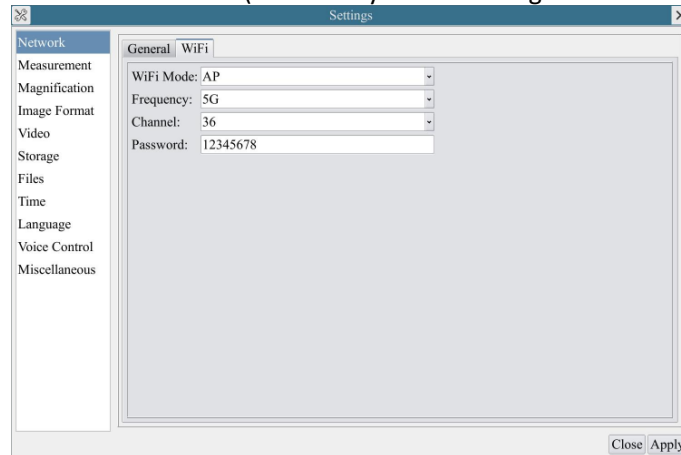 Settings
Network
Measurement
Magnification
Image Format
Video
Storage
Files
Time
Language
Voice Control
Miscellaneous
General WiFi
WiFi Mode: AP
Frequency: 5G
Channel: 36
Password: 12345678
Close Apply